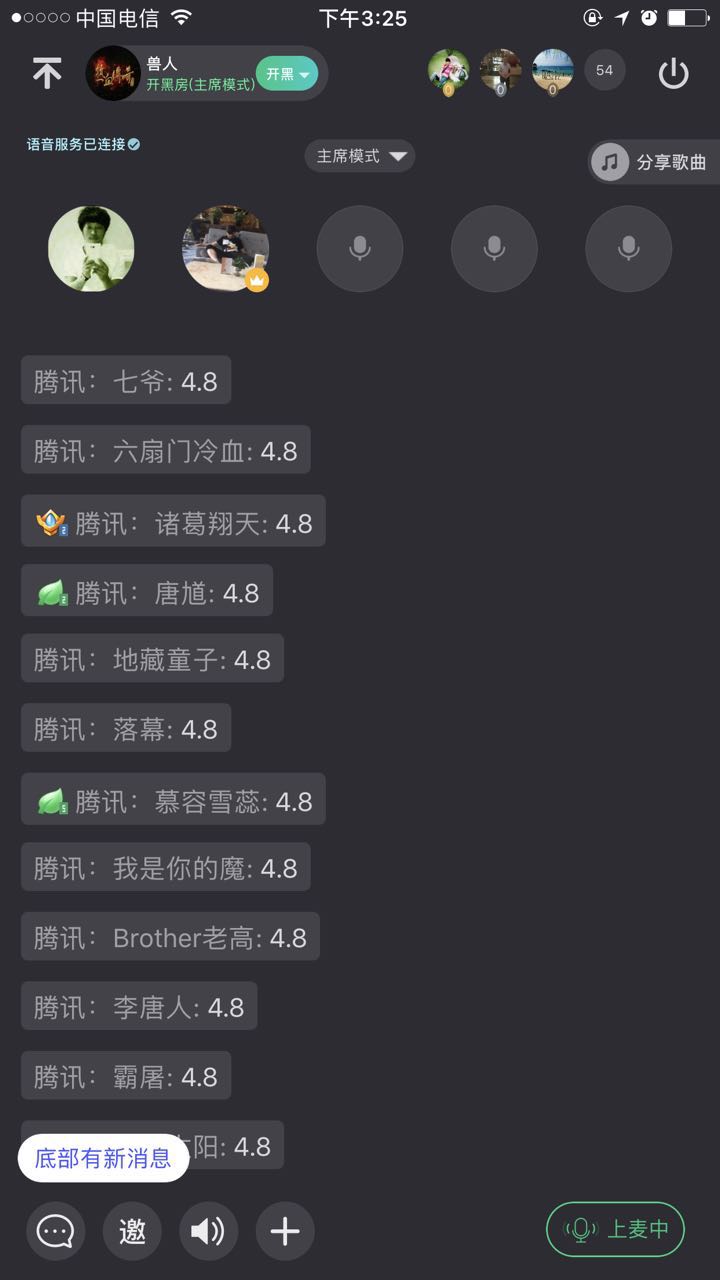 中国电信
下午3:25
兽人
开黑房(主席模式)
开黑
0
0
0
54
语音服务已连接
主席模式
分享歌曲
腾讯：七爷: 4.8
腾讯：六扇门冷血: 4.8
腾讯：诸葛翔天: 4.8
腾讯：唐馗: 4.8
腾讯：地藏童子: 4.8
腾讯：落幕: 4.8
腾讯：慕容雪蕊: 4.8
腾讯：我是你的魔: 4.8
腾讯：Brother老高: 4.8
腾讯：李唐人: 4.8
腾讯：霸屠: 4.8
阳: 4.8
底部有新消息
邀
上麦中